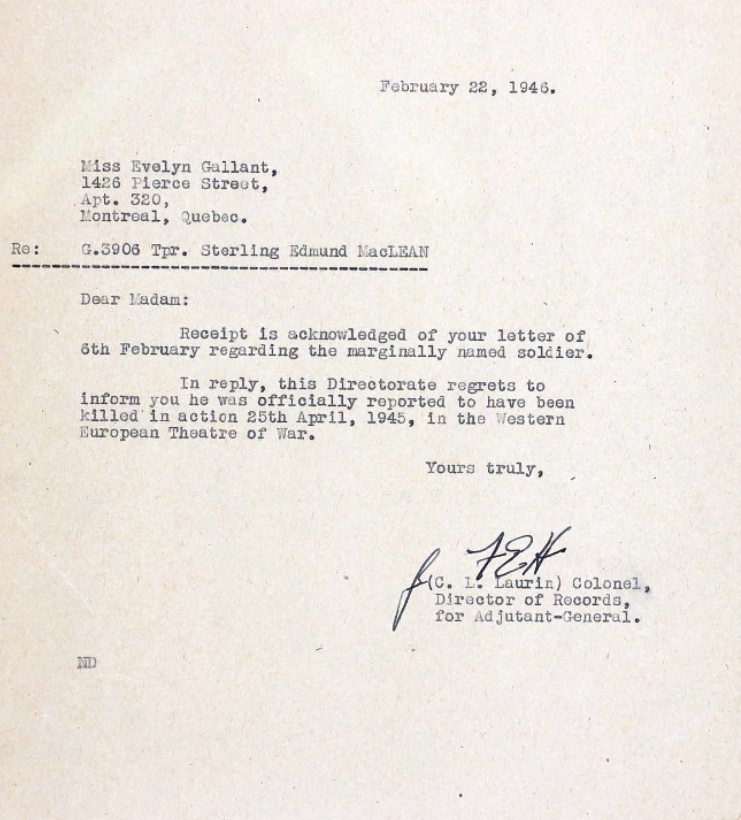 February 22, 1946.
Miss Evelyn Gallant,
1426 Pierce Street,
Apt. 320,
Montreal, Quebec.
Re: G.3906 Tpr. Sterling Edmund MacLEAN
Dear Madam:
Receipt is acknowledged of your letter of
6th February regarding the marginally named soldier.
In reply, this Directorate regrets to
inform you he was officially reported to have been
killed in action 25th April, 1945, in the Western
European Theatre of War.
Yours truly,
FEH
(C. L. Laurin) Colonel,
Director of Records,
for Adjutant-General.
ND